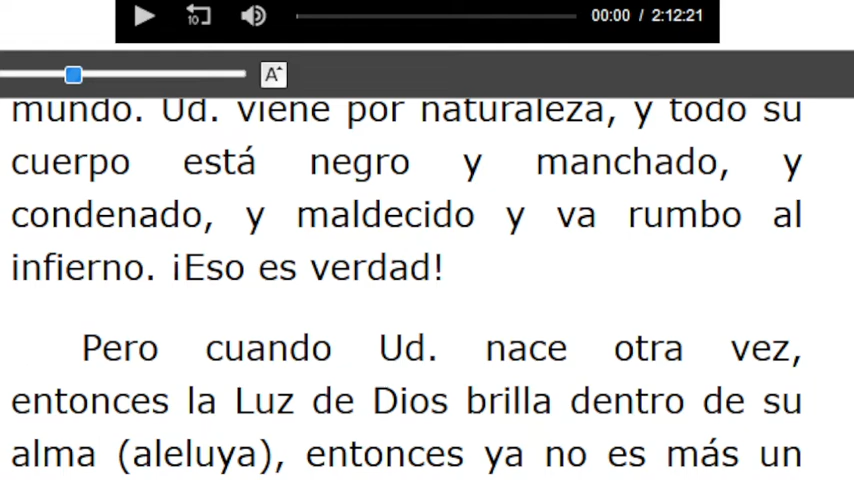 10 00:00 / 2:12:21
A
mundo. Ud. viene por naturaleza, y todo su
cuerpo está negro y manchado, y
condenado, y maldecido y va rumbo al
infierno. ¡Eso es verdad!
Pero cuando Ud. nace otra vez,
entonces la Luz de Dios brilla dentro de su
alma (aleluya), entonces ya no es más un